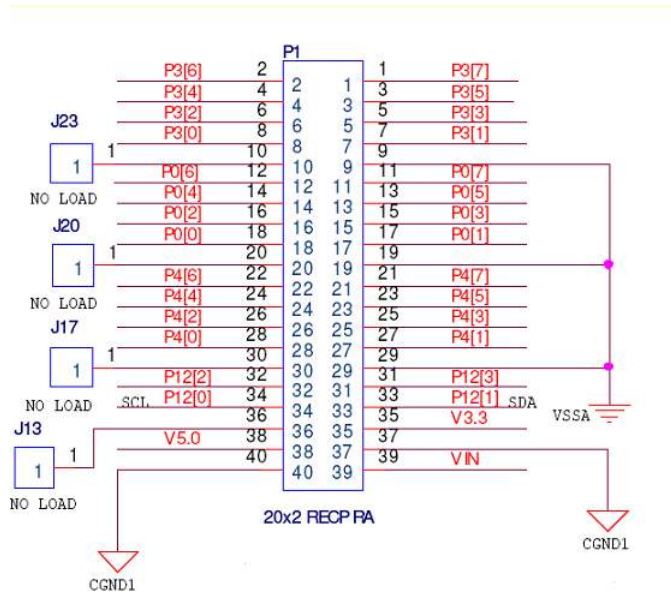 P1
P3[6] 2 2 1 1 P3[7]
P3[4] 4 4 3 3 P3[5]
P3[2] 6 6 5 5 P3[3]
J23 P3[0] 8 8 7 7 P3[1]
1 1 10 10 9 9
NO LOAD P0[6] 12 12 11 11 P0[7]
P0[4] 14 14 13 13 P0[5]
P0[2] 16 16 15 15 P0[3]
J20 P0[0] 18 18 17 17 P0[1]
1 1 20 20 19 19
NO LOAD P4[6] 22 22 21 21 P4[7]
P4[4] 24 24 23 23 P4[5]
P4[2] 26 26 25 25 P4[3]
J17 P4[0] 28 28 27 27 P4[1]
1 1 30 30 29 29
P12[2] 32 32 31 31 P12[3]
NO LOAD SCL P12[0] 34 34 33 33 P12[1] SDA VSSA
J13 36 36 35 35 V3.3
1 1 V5.0 38 38 37 37
40 40 39 39 VIN
NO LOAD
20x2 RECP RA
CGND1
CGND1